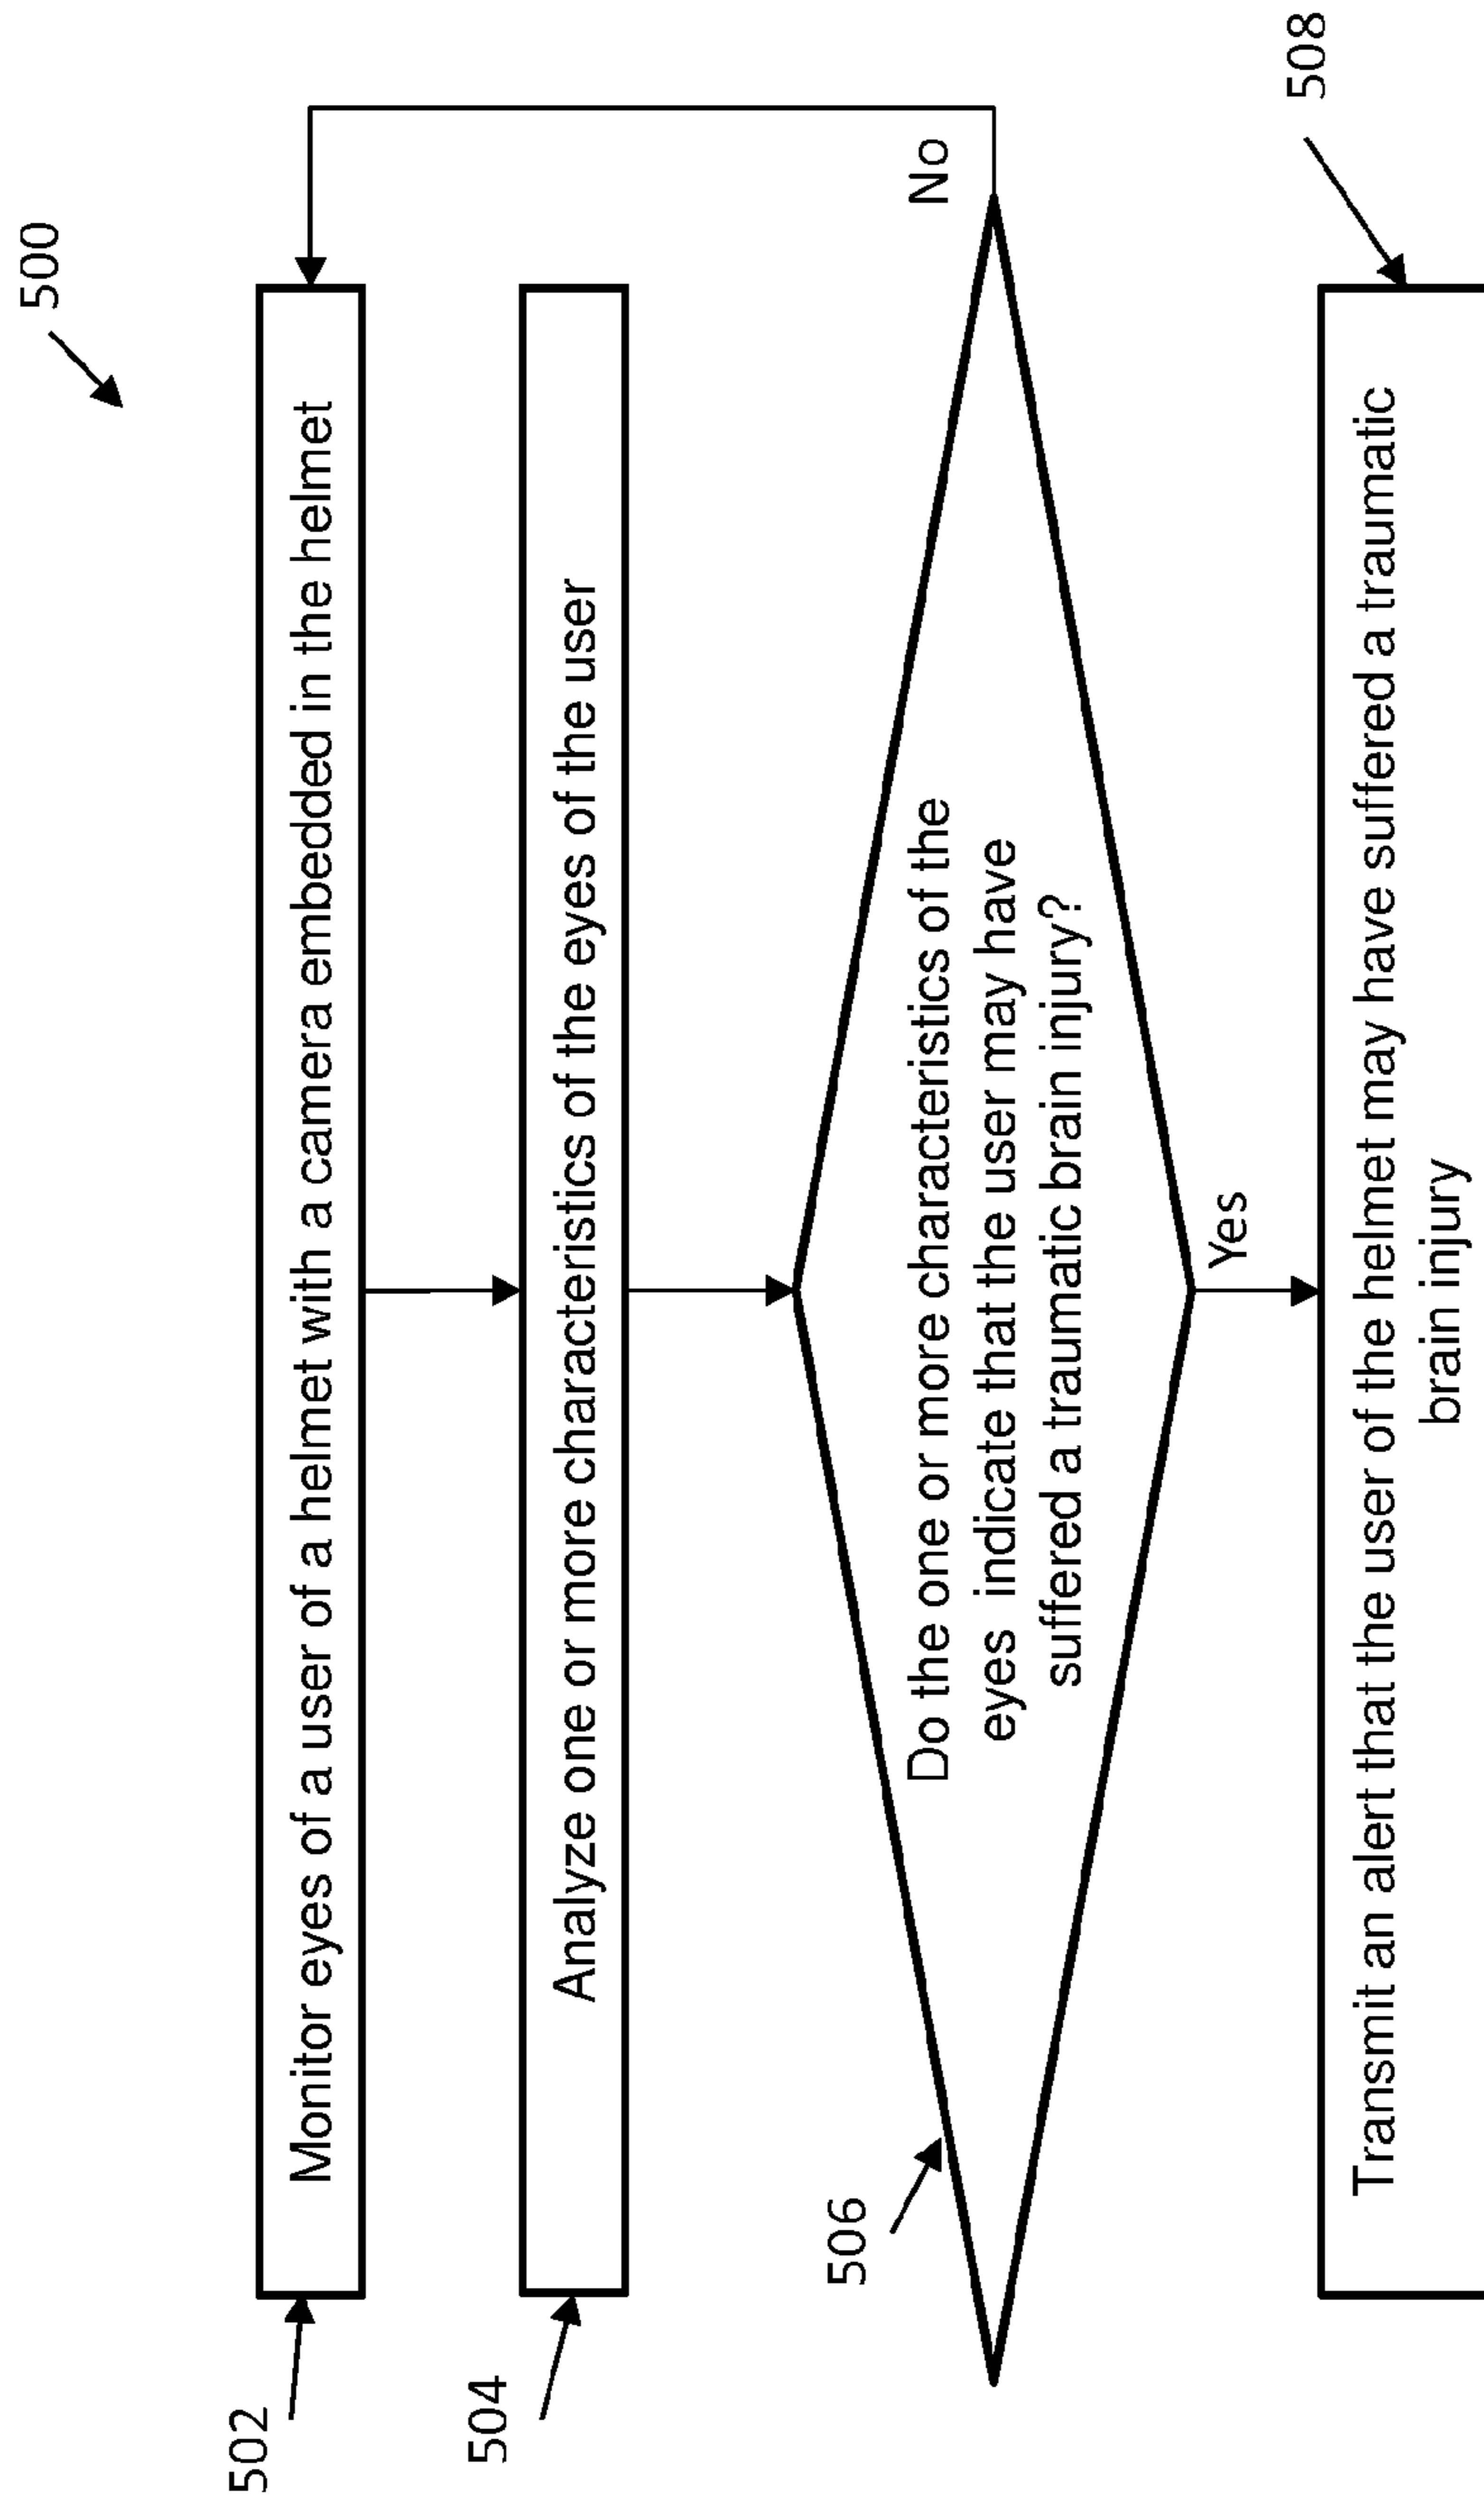 500
502
Monitor eyes of a user of a helmet with a camera embedded in the helmet
504
Analyze one or more characteristics of the eyes of the user
506
Do the one or more characteristics of the
eyes indicate that the user may have
suffered a traumatic brain injury?
No
Yes
508
Transmit an alert that the user of the helmet may have suffered a traumatic
brain injury